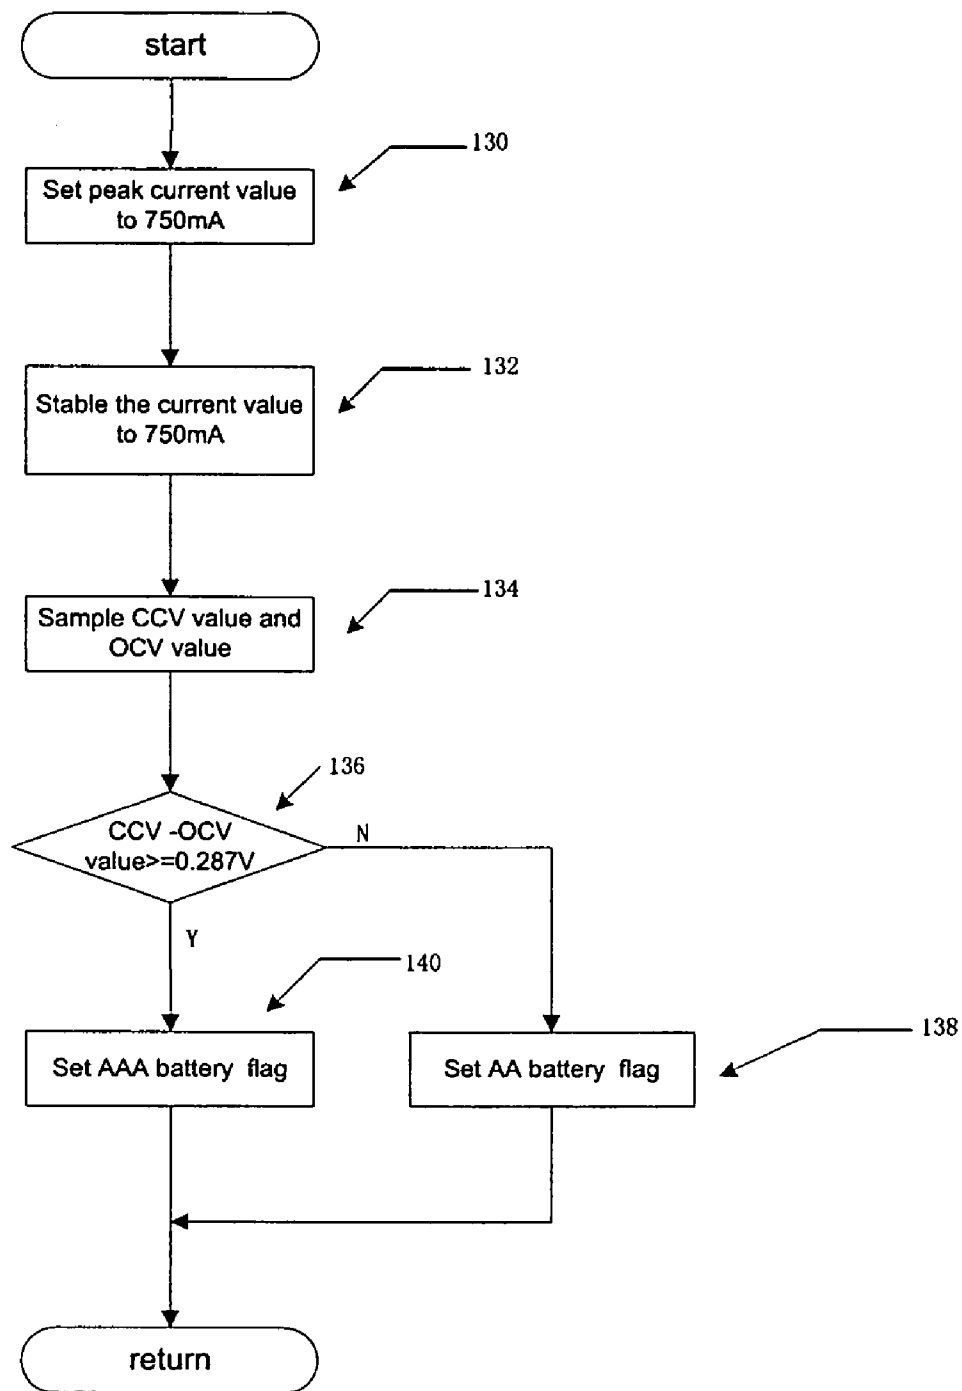 start
130
Set peak current value
to 750mA
132
Stable the current value
to 750mA
134
Sample CCV value and
OCV value
136
CCV -OCV
value>=0.287V
N
Y
140
138
Set AAA battery flag
Set AA battery flag
return